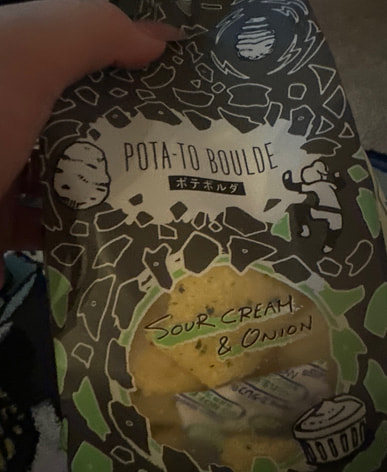 POTA-TO BOULDE
ポテボルダ
SOUR CREAM
& ONION